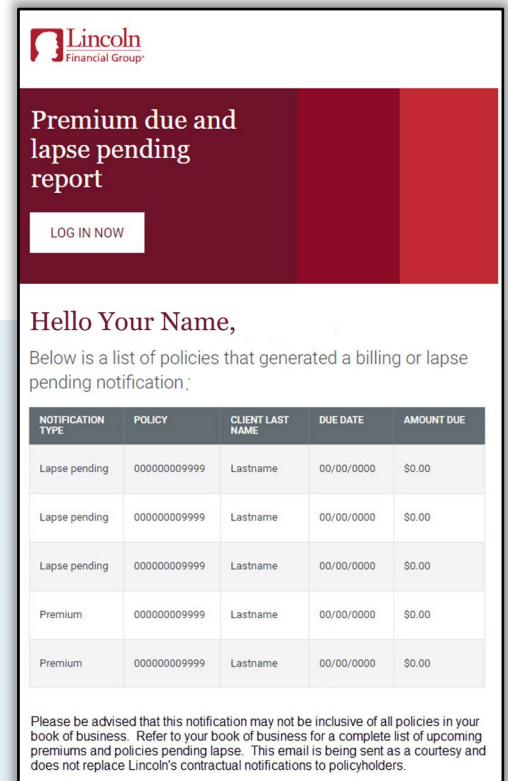 Lincoln
Financial Group®
Premium due and
lapse pending
report
LOG IN NOW
Hello Your Name,
Below is a list of policies that generated a billing or lapse
pending notification:
NOTIFICATION TYPE POLICY CLIENT LAST NAME DUE DATE AMOUNT DUE
Lapse pending 000000009999 Lastname 00/00/0000 $0.00
Lapse pending 000000009999 Lastname 00/00/0000 $0.00
Lapse pending 000000009999 Lastname 00/00/0000 $0.00
Premium 000000009999 Lastname 00/00/0000 $0.00
Premium 000000009999 Lastname 00/00/0000 $0.00
Please be advised that this notification may not be inclusive of all policies in your
book of business. Refer to your book of business for a complete list of upcoming
premiums and policies pending lapse. This email is being sent as a courtesy and
does not replace Lincoln's contractual notifications to policyholders.